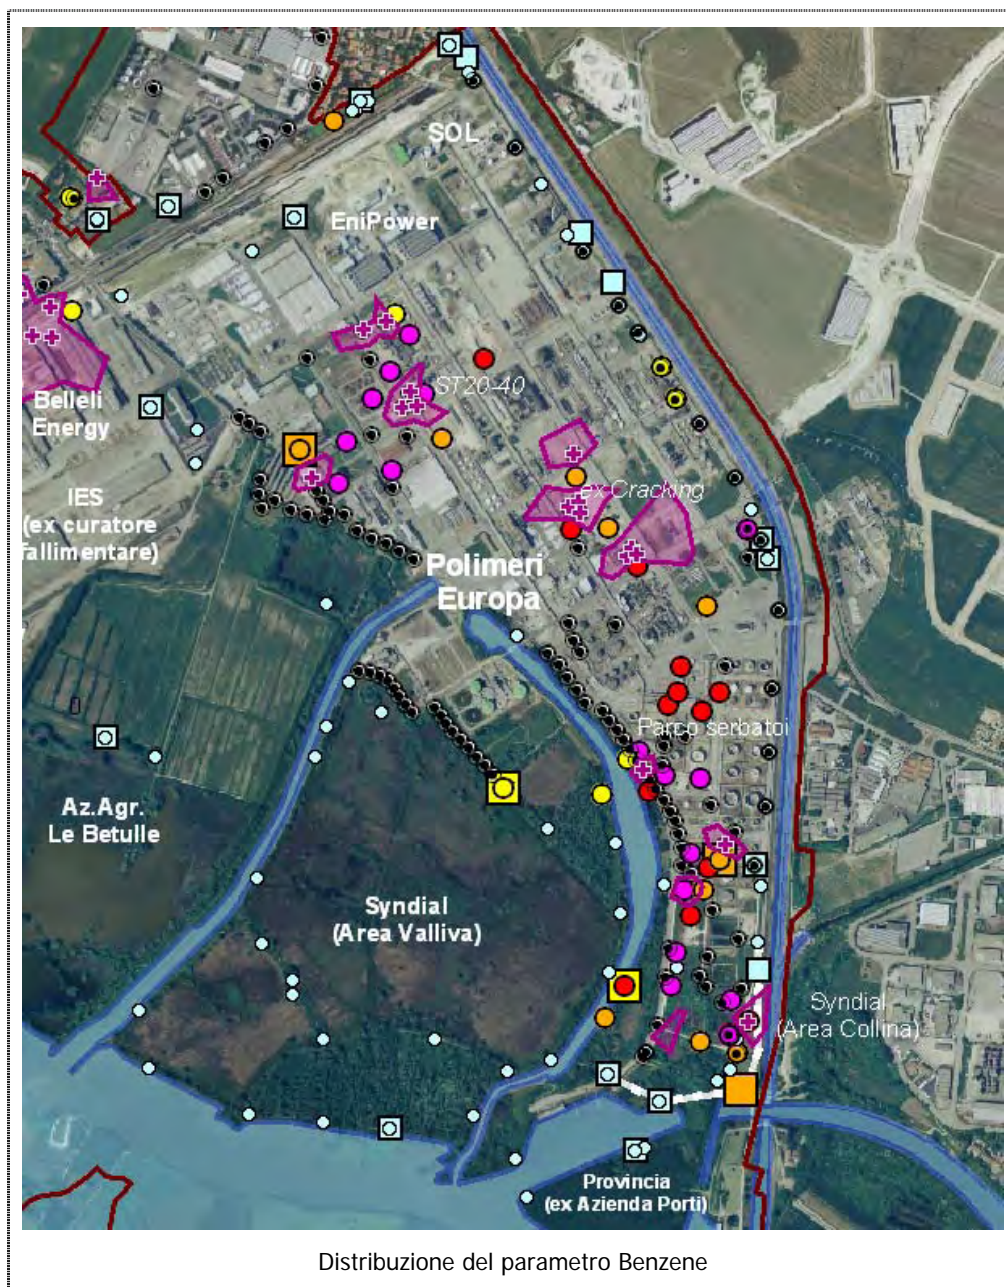 SOL
EniPower
ST20-40
Belleli
Energy
ex Cracking
IES
(ex curatore
fallimentare)
Polimeri
Europa
Parco serbatoi
Az.Agr.
Le Betulle
Syndial
(Area Valliva)
Syndial
(Area Collina)
Provincia
(ex Azienda Porti)
Distribuzione del parametro Benzene